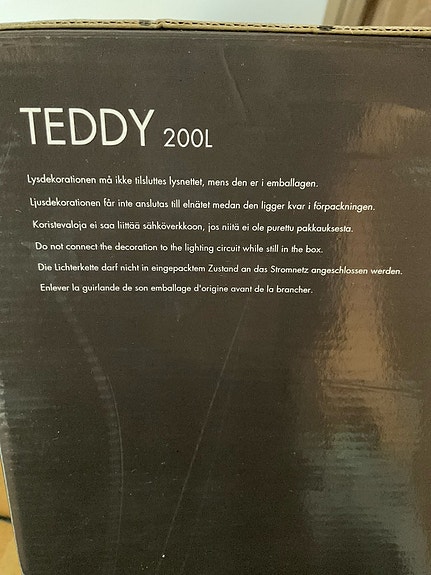 TEDDY 200L
Lysdekorationen må ikke tilsluttes lysnettet, mens den er i emballagen.
Ljusdekorationen får inte anslutas till elnätet medan den ligger kvar i förpackningen.
Koristevaloja ei saa liittää sähköverkkoon, jos niitä ei ole purettu pakkauksesta.
Do not connect the decoration to the lighting circuit while still in the box.
Die Lichterkette darf nicht in eingepacktem Zustand an das Stromnetz angeschlossen werden.
Enlever la guirlande de son emballage d'origine avant de la brancher.